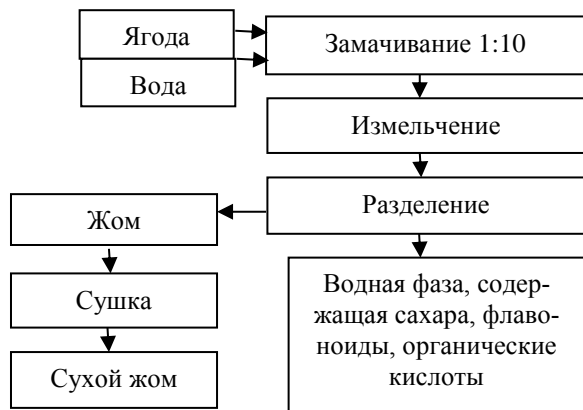 Ягода
Замачивание 1:10
Вода
Измельчение
Разделение
Жом
Водная фаза, содер-
жащая сахара, флаво-
ноиды, органические
кислоты
Сушка
Сухой жом